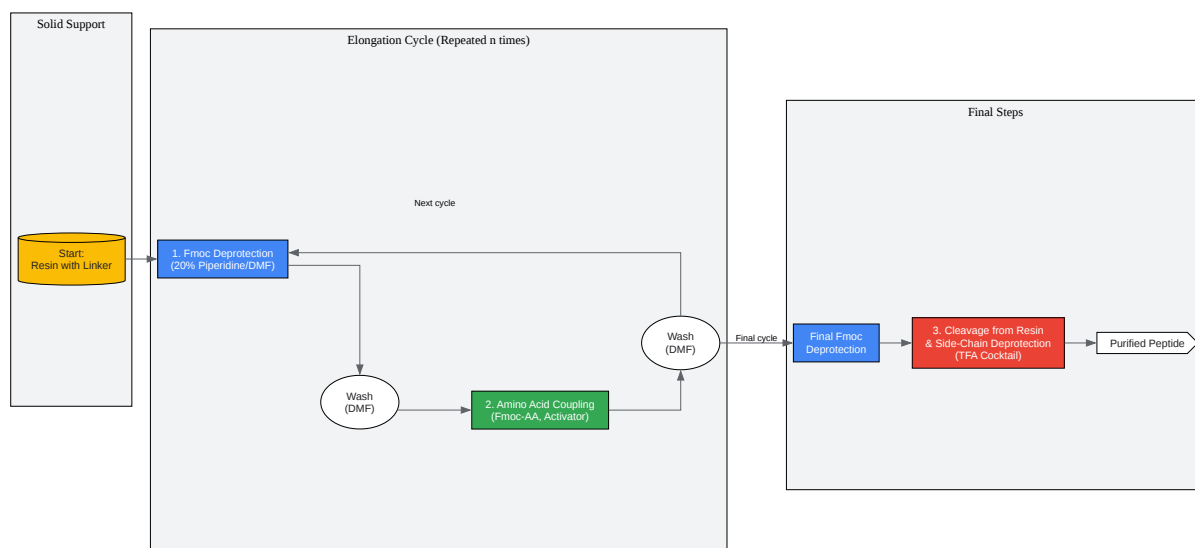 Solid Support
Start:
Resin with Linker
Elongation Cycle (Repeated n times)
Next cycle
1. Fmoc Deprotection
(20% Piperidine/DMF)
Wash
(DMF)
2. Amino Acid Coupling
(Fmoc-AA, Activator)
Wash
(DMF)
Final cycle
Final Steps
Final Fmoc
Deprotection
3. Cleavage from Resin
& Side-Chain Deprotection
(TFA Cocktail)
Purified Peptide